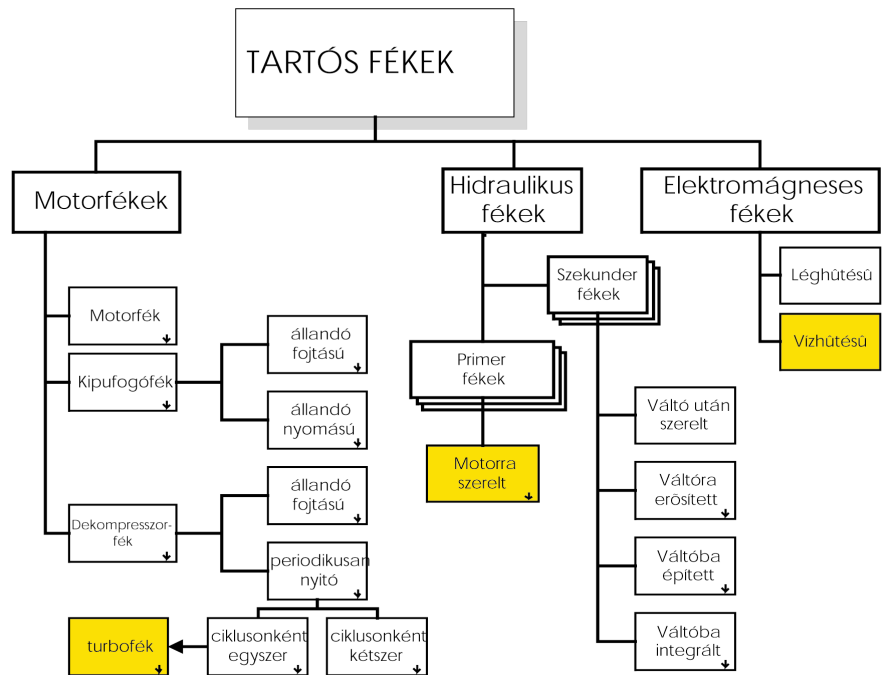 TARTÓS FÉKEK
Motorfékek
Hidraulikus
fékek
Elektromágneses
fékek
Motorfék
Kipufogófék
állandó
fojtású
állandó
nyomású
Dekompresszor-
fék
állandó
fojtású
periodikusan
nyitó
ciklusonként
egyszer
ciklusonként
kétszer
turbofék
Szekunder
fékek
Primer
fékek
Motorra
szerelt
Váltó után
szerelt
Váltóra
erõsített
Váltóba
épített
Váltóba
integrált
Léghûtésû
Vízhûtésû